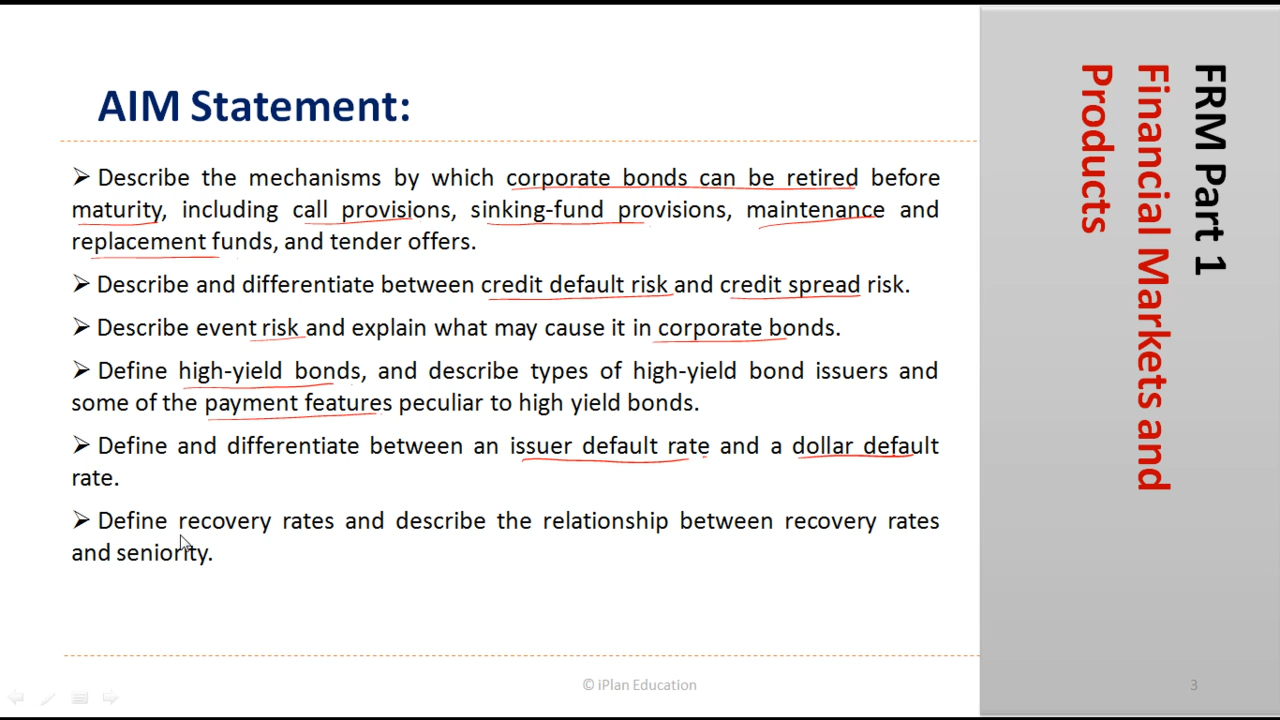 AIM Statement:
➢ Describe the mechanisms by which corporate bonds can be retired before
maturity, including call provisions, sinking-fund provisions, maintenance and
replacement funds, and tender offers.
➢ Describe and differentiate between credit default risk and credit spread risk.
➢ Describe event risk and explain what may cause it in corporate bonds.
➢ Define high-yield bonds, and describe types of high-yield bond issuers and
some of the payment features peculiar to high yield bonds.
➢ Define and differentiate between an issuer default rate and a dollar default
rate.
➢ Define recovery rates and describe the relationship between recovery rates
and seniority.
© iPlan Education
3
FRM Part 1
Financial Markets and
Products